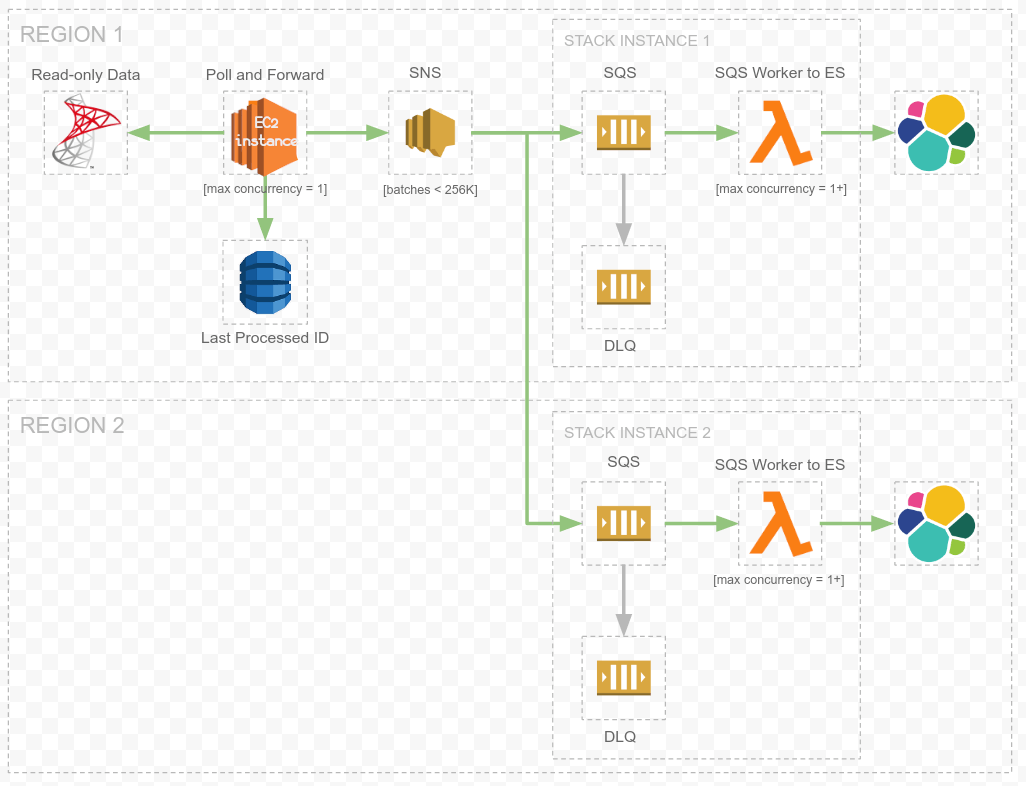 REGION 1
STACK INSTANCE 1
Read-only Data
Poll and Forward
SNS
SQS
SQS Worker to ES
EC2
instance
[max concurrency = 1]
[batches < 256K]
[max concurrency = 1+]
Last Processed ID
DLQ
REGION 2
STACK INSTANCE 2
SQS
SQS Worker to ES
[max concurrency = 1+]
DLQ